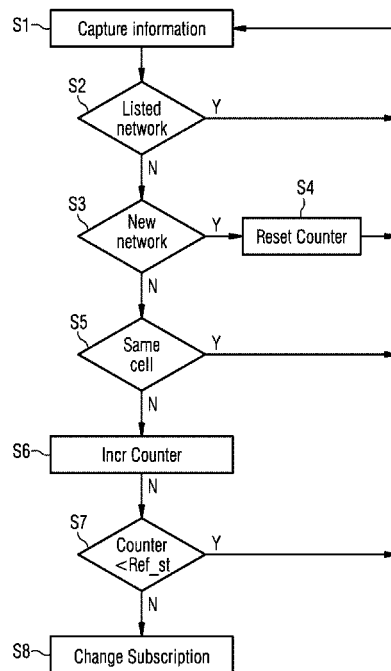 S1
Capture information
S2
Listed
network
Y
N
S3
New
network
Y
S4
Reset Counter
N
S5
Same
cell
Y
N
S6
Incr Counter
N
S7
Counter
<Ref_st
Y
N
S8
Change Subscription